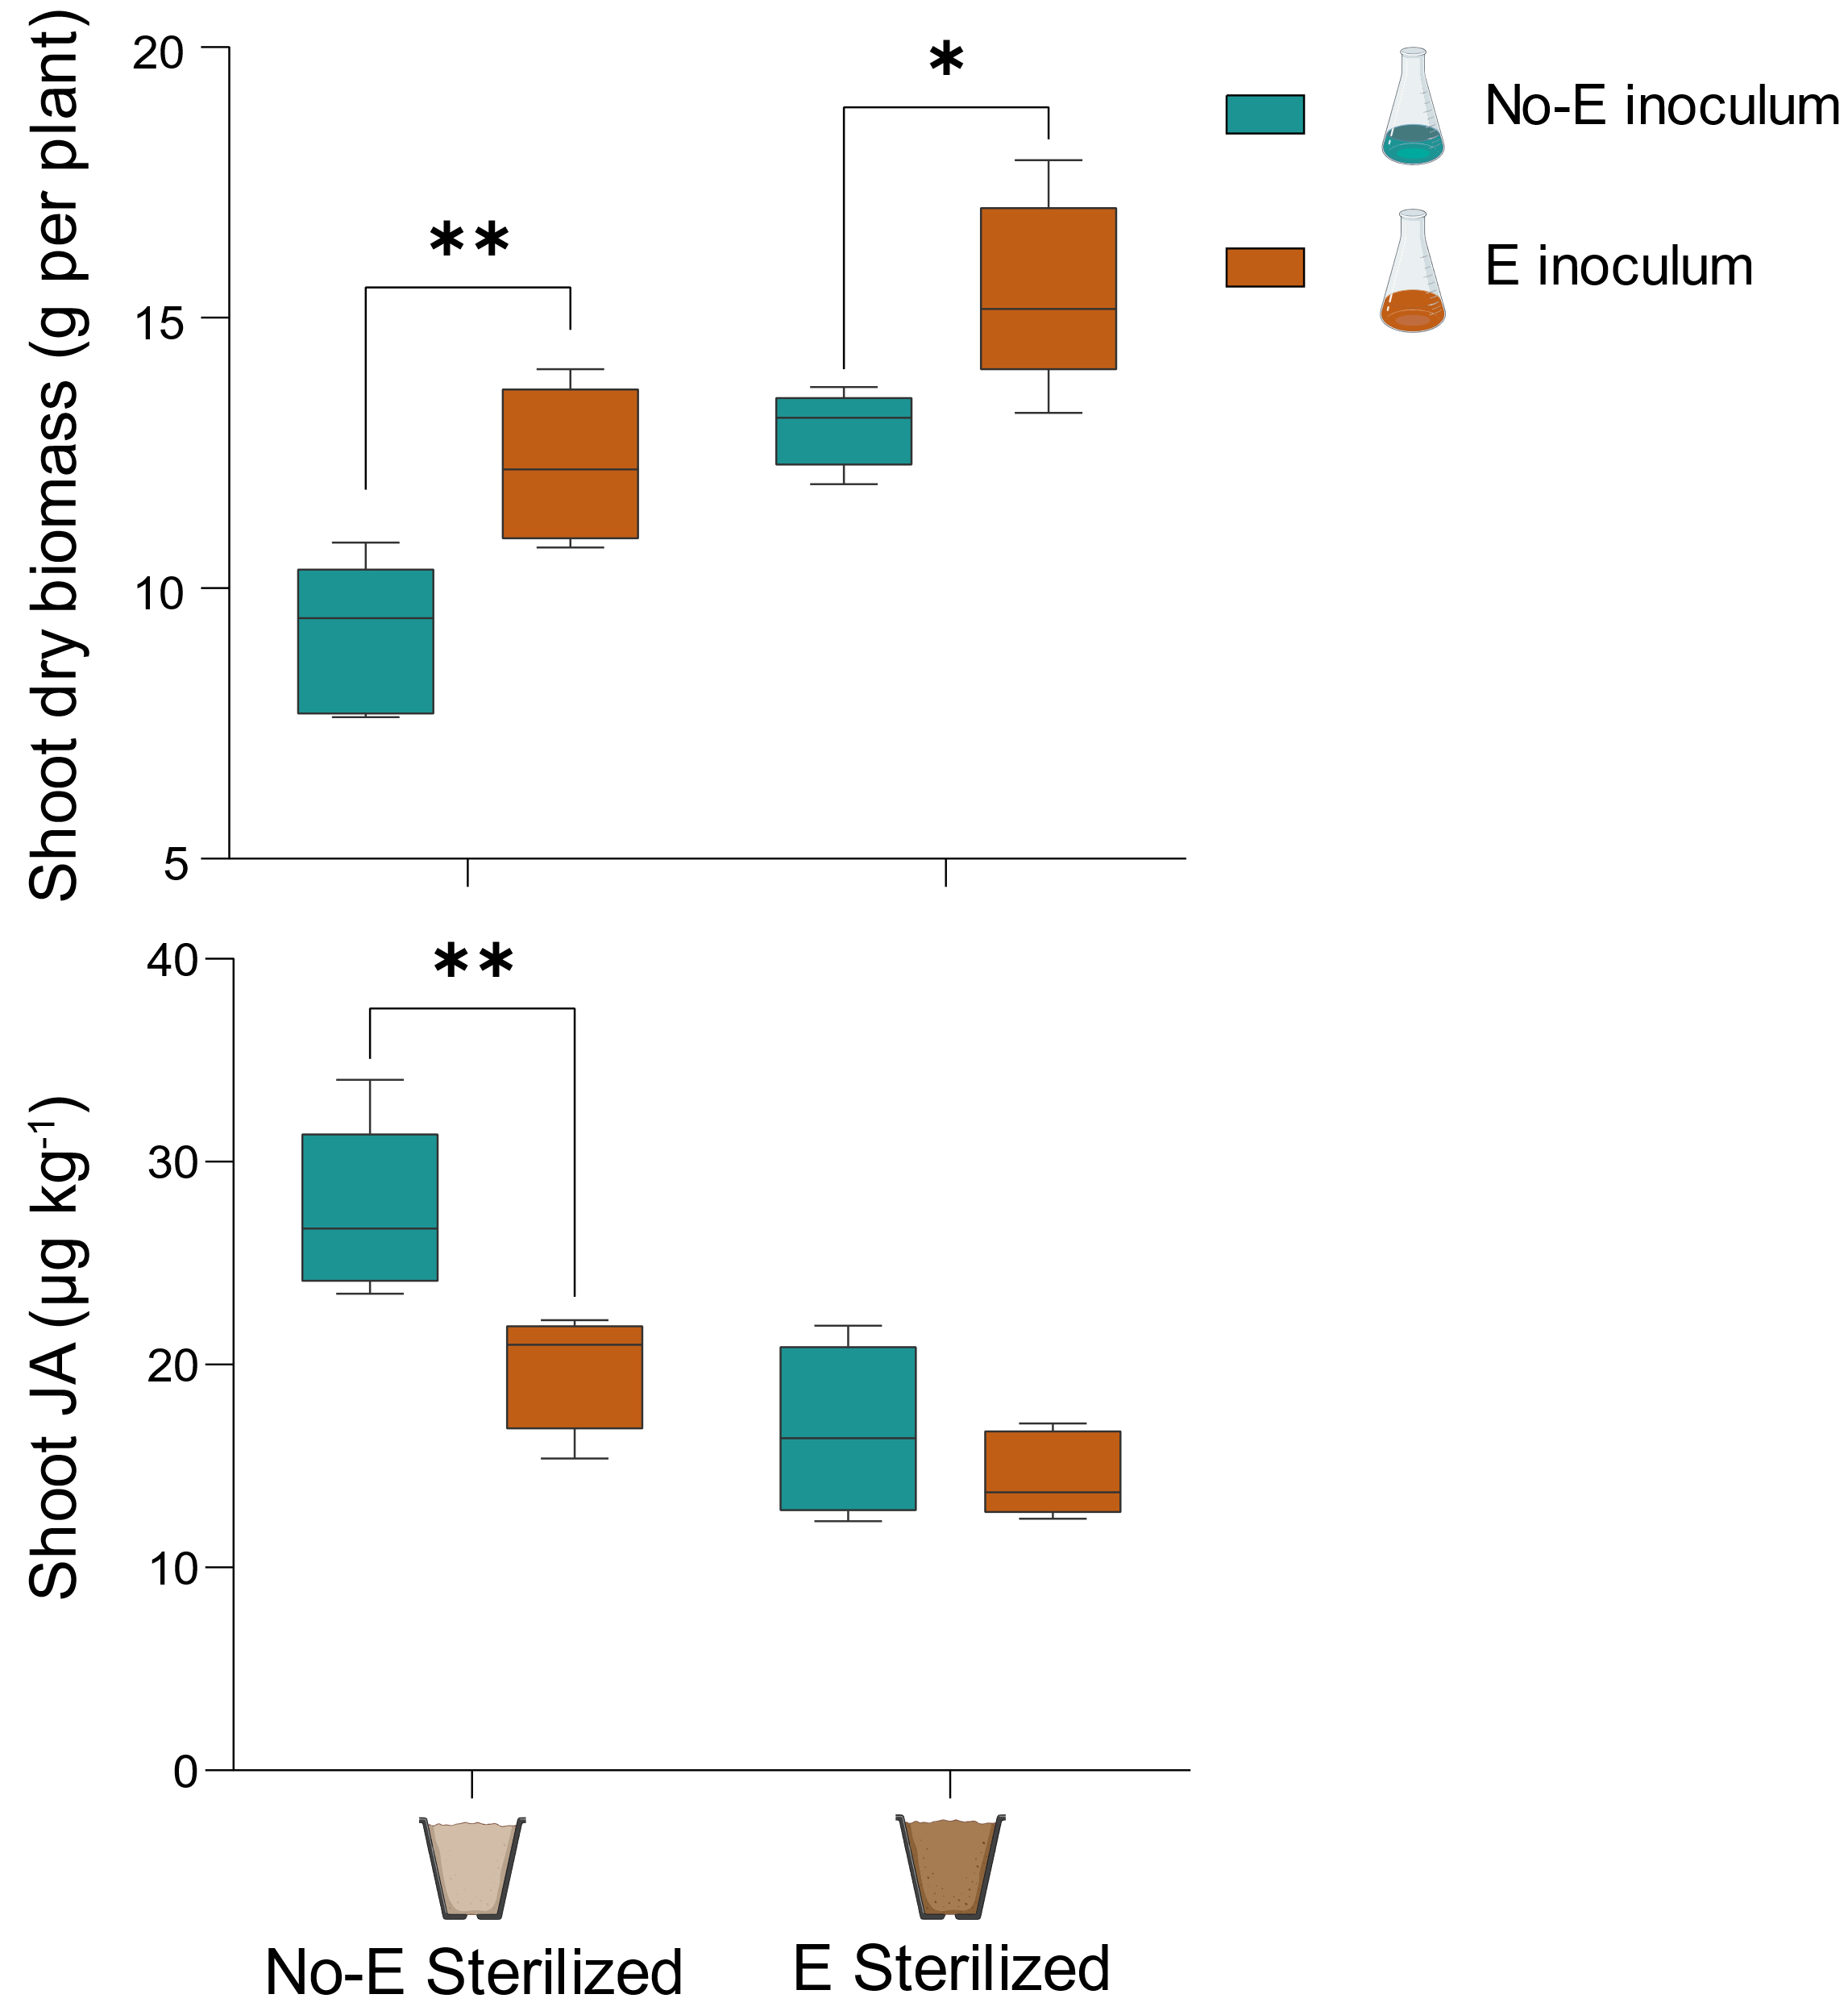 Shoot dry biomass (g per plant)
20
15
10
5
**
*
No-E inoculum
E inoculum
Shoot JA (µg kg-1)
40
30
20
10
0
**
No-E Sterilized
E Sterilized